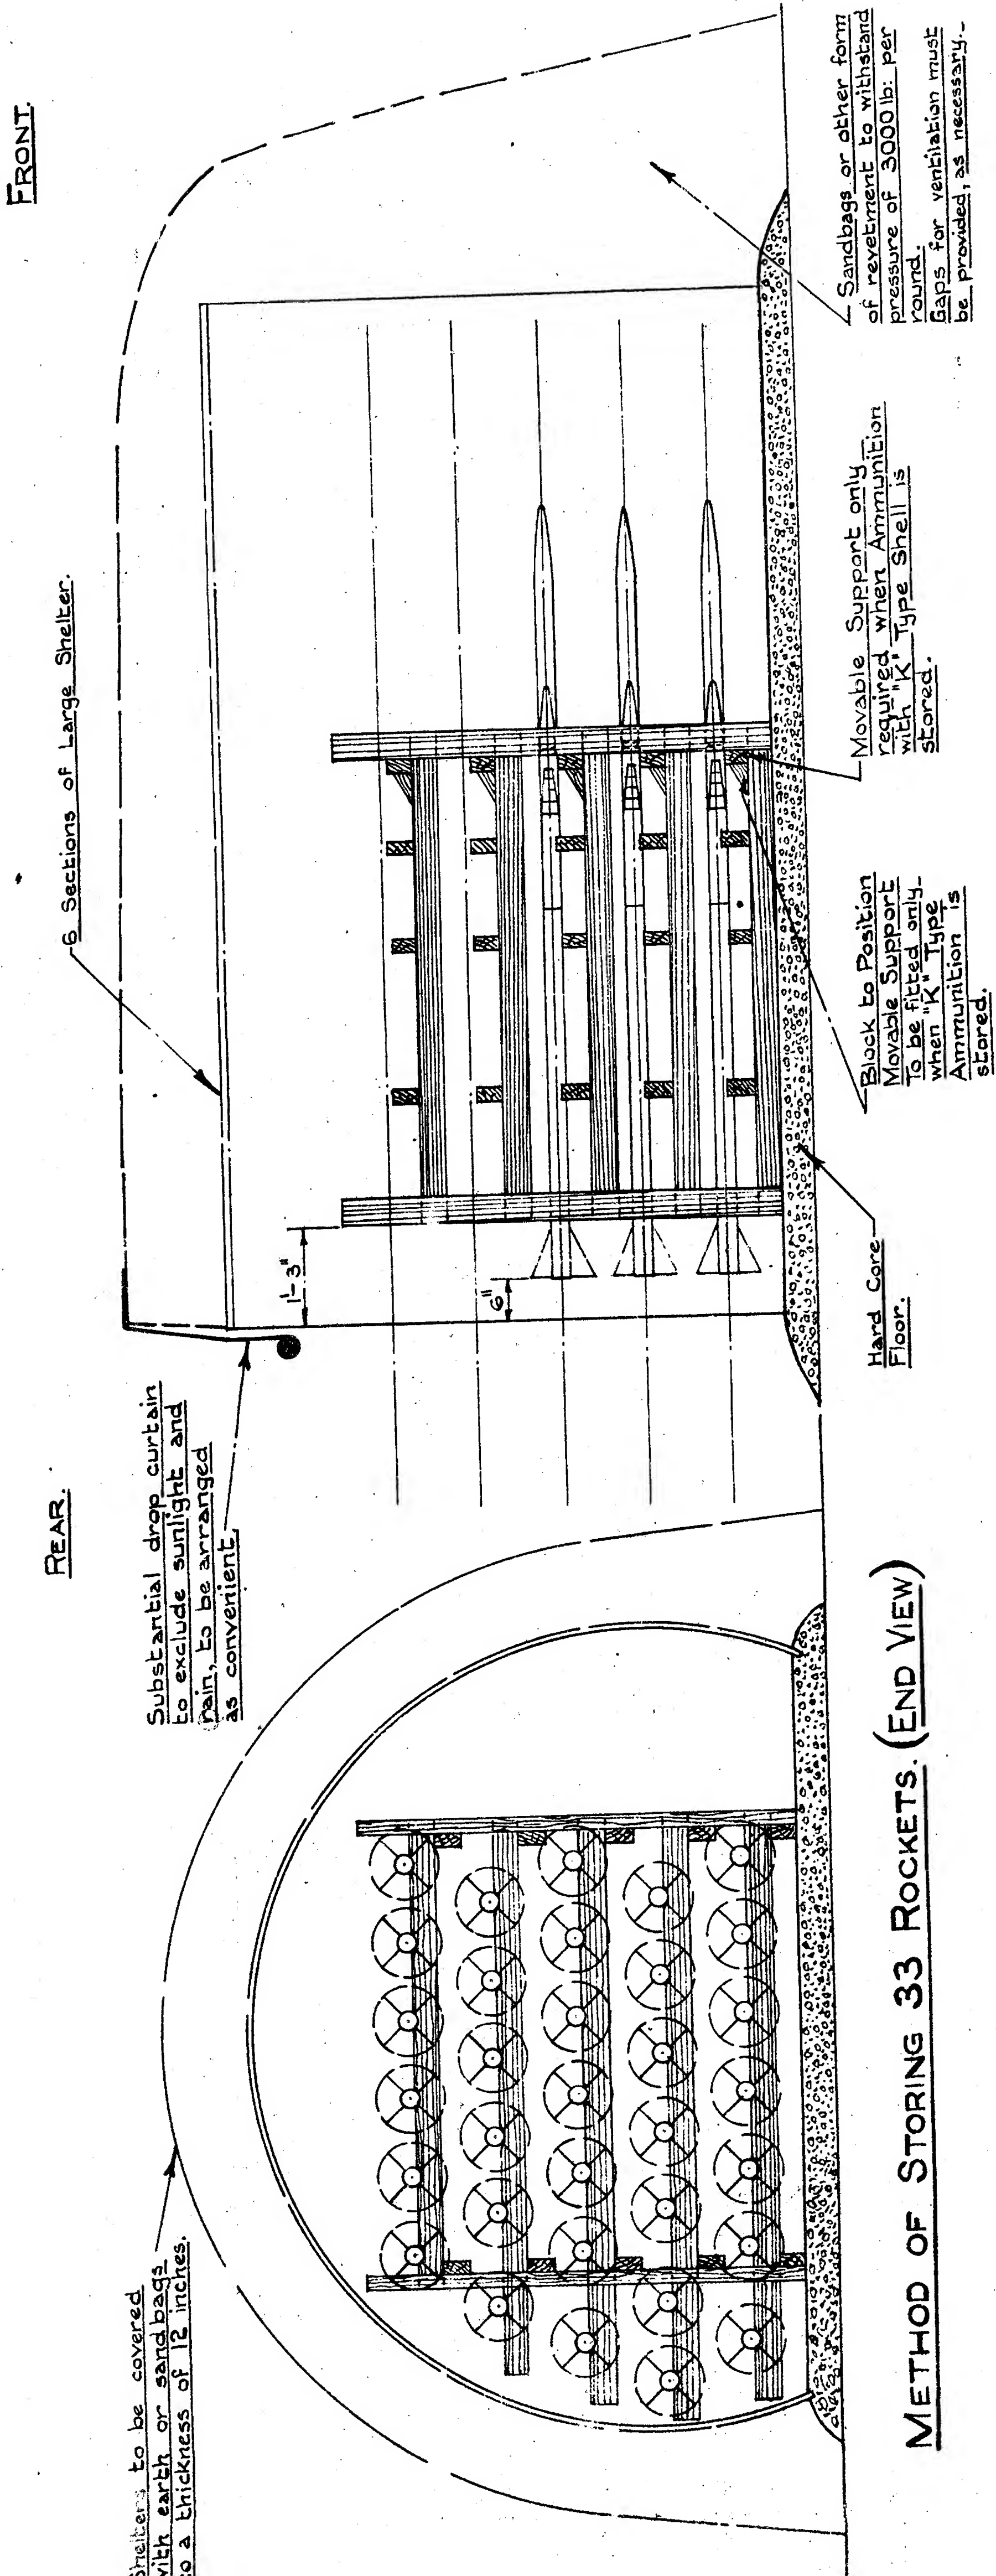 FRONT.
REAR.
6 Sections of Large Shelter.
Substantial drop curtain
to exclude sunlight and
rain, to be arranged
as convenient.
Shelters to be covered
with earth or sandbags
to a thickness of 12 inches.
1'-3"
6"
Sandbags or other form
of revetment to withstand
pressure of 3000 lb: per
round.
Gaps for ventilation must
be provided, as necessary.
Movable Support only
required when Ammunition
with "K" Type Shell is
stored.
Block to Position
Movable Support
To be fitted only
when "K" Type
Ammunition is
stored.
Hard Core
Floor.
METHOD OF STORING 33 ROCKETS. (END VIEW)